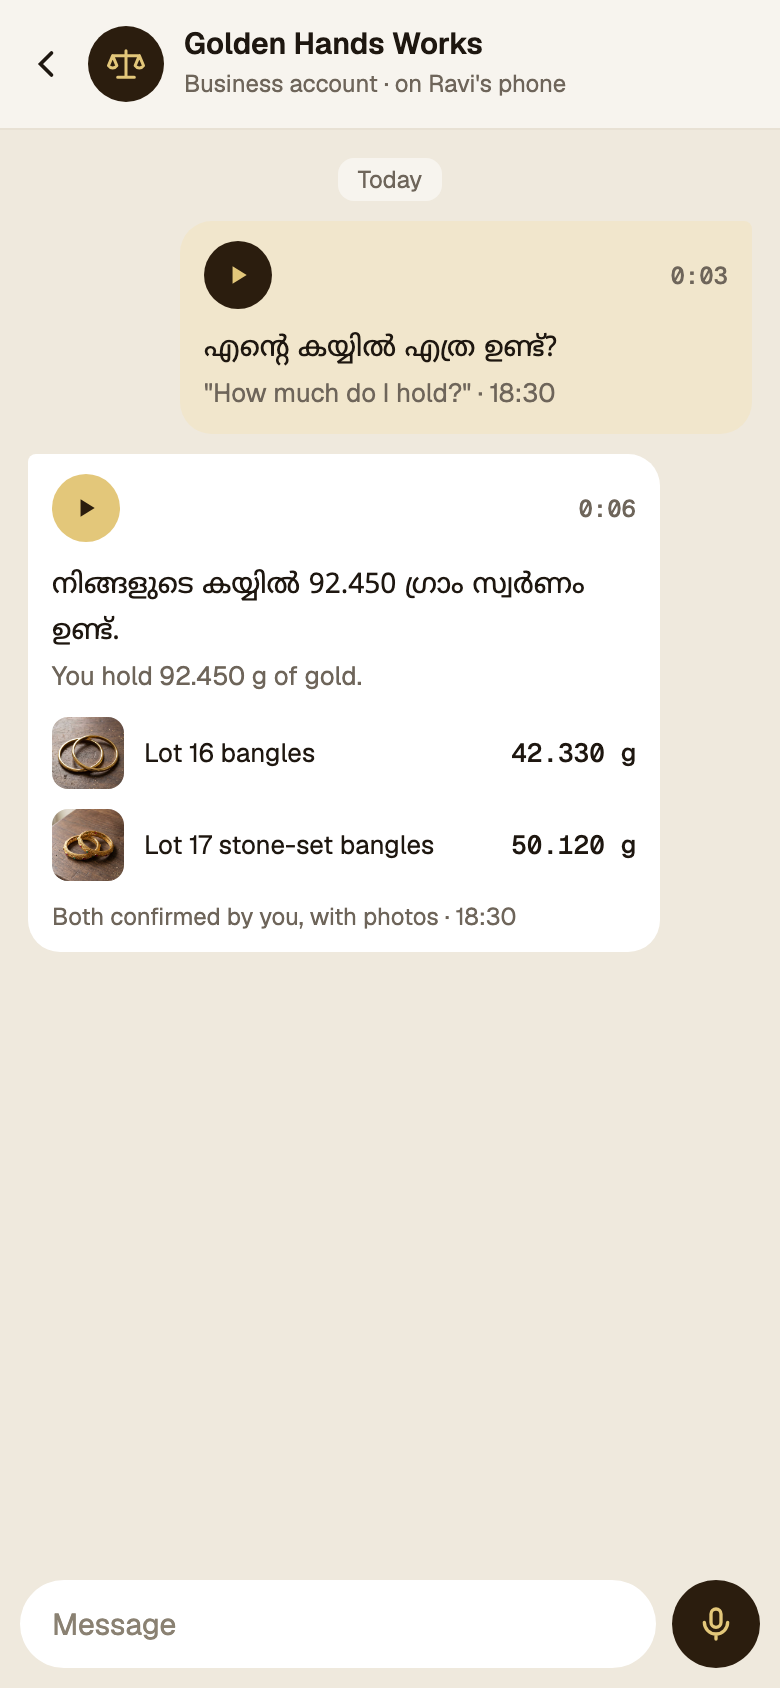 Golden Hands Works
Business account · on Ravi's phone
Today
0:03
എന്റെ കയ്യിൽ എത്ര ഉണ്ട്?
"How much do I hold?" · 18:30
0:06
നിങ്ങളുടെ കയ്യിൽ 92.450 ഗ്രാം സ്വർണം
ഉണ്ട്.
You hold 92.450 g of gold.
Lot 16 bangles 42.330 g
Lot 17 stone-set bangles 50.120 g
Both confirmed by you, with photos · 18:30
Message